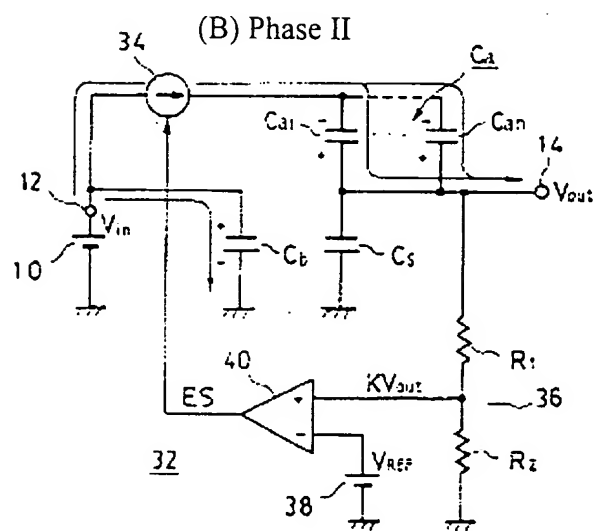 (B) Phase II
34
Ca
Ca1
Can
14
Vout
12
Vin
10
Cb
Cs
R1
40
ES
KVout
36
32
VREF
38
R2
+
-